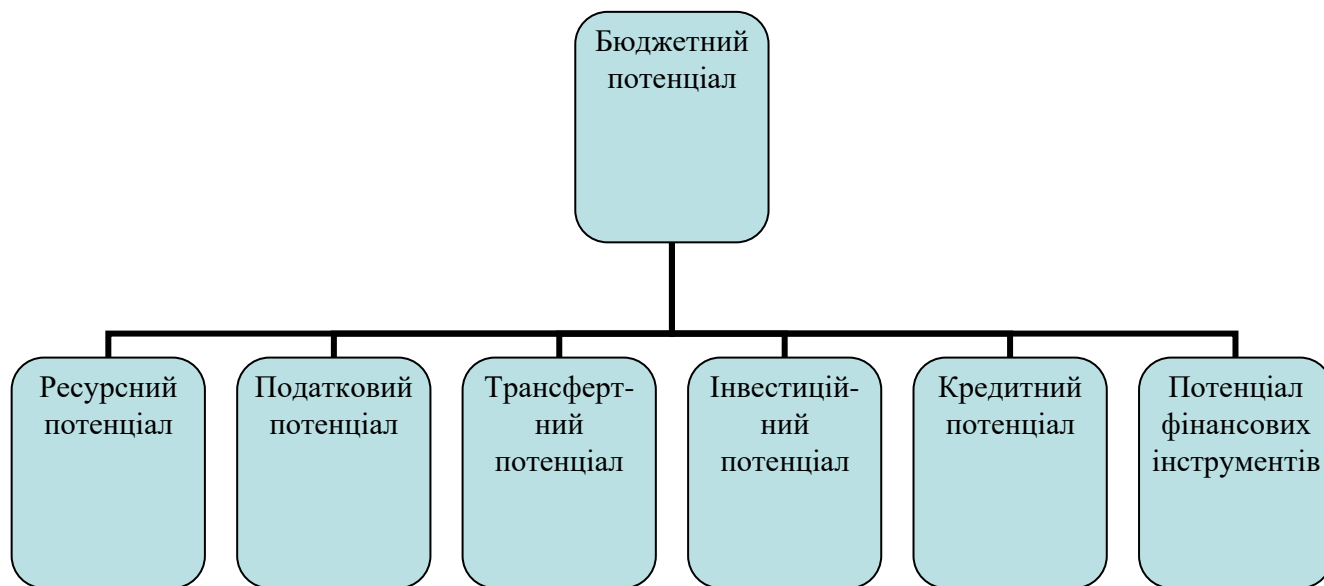 Бюджетний
потенціал
Ресурсний
потенціал
Податковий
потенціал
Трансферт-
ний
потенціал
Інвестицій-
ний
потенціал
Кредитний
потенціал
Потенціал
фінансових
інструментів